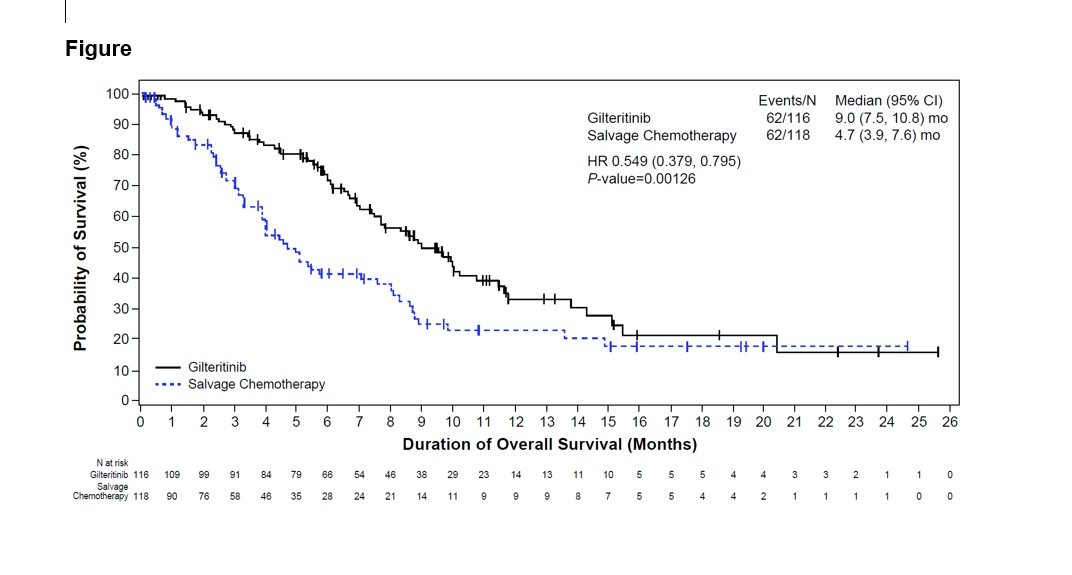 Figure
Events/N Median (95% CI)
Gilteritinib 62/116 9.0 (7.5, 10.8) mo
Salvage Chemotherapy 62/118 4.7 (3.9, 7.6) mo
HR 0.549 (0.379, 0.795)
P-value=0.00126
Probability of Survival (%)
100
90
80
70
60
50
40
30
20
10
0
Gilteritinib
Salvage Chemotherapy
0 1 2 3 4 5 6 7 8 9 10 11 12 13 14 15 16 17 18 19 20 21 22 23 24 25 26
Duration of Overall Survival (Months)
N at risk
Gilteritinib 116 109 99 91 84 79 66 54 46 38 29 23 14 13 11 10 5 5 5 4 4 3 3 2 1 1 0
Salvage
Chemotherapy 118 90 76 58 46 35 28 24 21 14 11 9 9 9 8 7 5 5 4 4 2 1 1 1 1 0 0